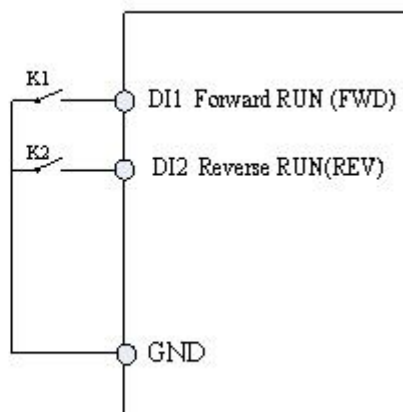 K1
DI1 Forward RUN (FWD)
K2
DI2 Reverse RUN(REV)
GND